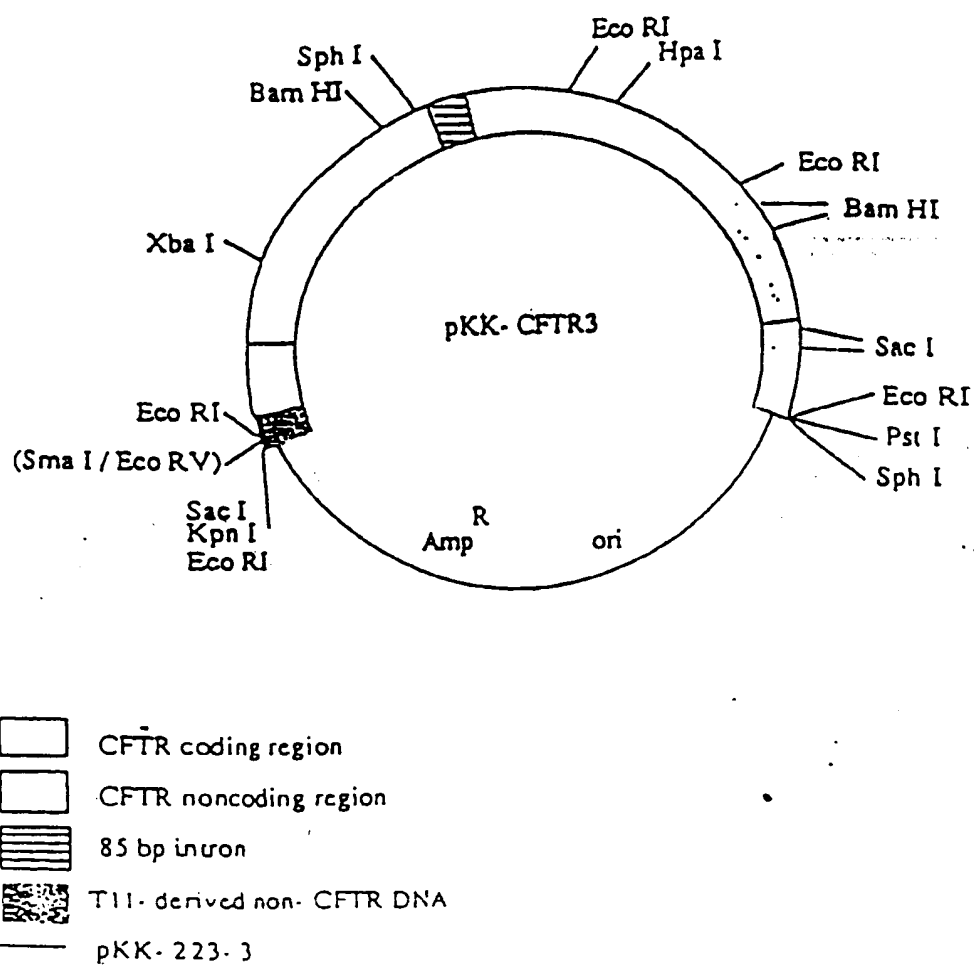 Eco RI
Hpa I
Sph I
Bam HI
Eco RI
Bam HI
Xba I
pKK- CFTR3
Sac I
Eco RI
Eco RI
Pst I
(Sma I / Eco RV)
Sph I
Sac I
Kpn I
Eco RI
Amp R
ori
CFTR coding region
CFTR noncoding region
85 bp intron
T11- derived non- CFTR DNA
pKK- 223- 3